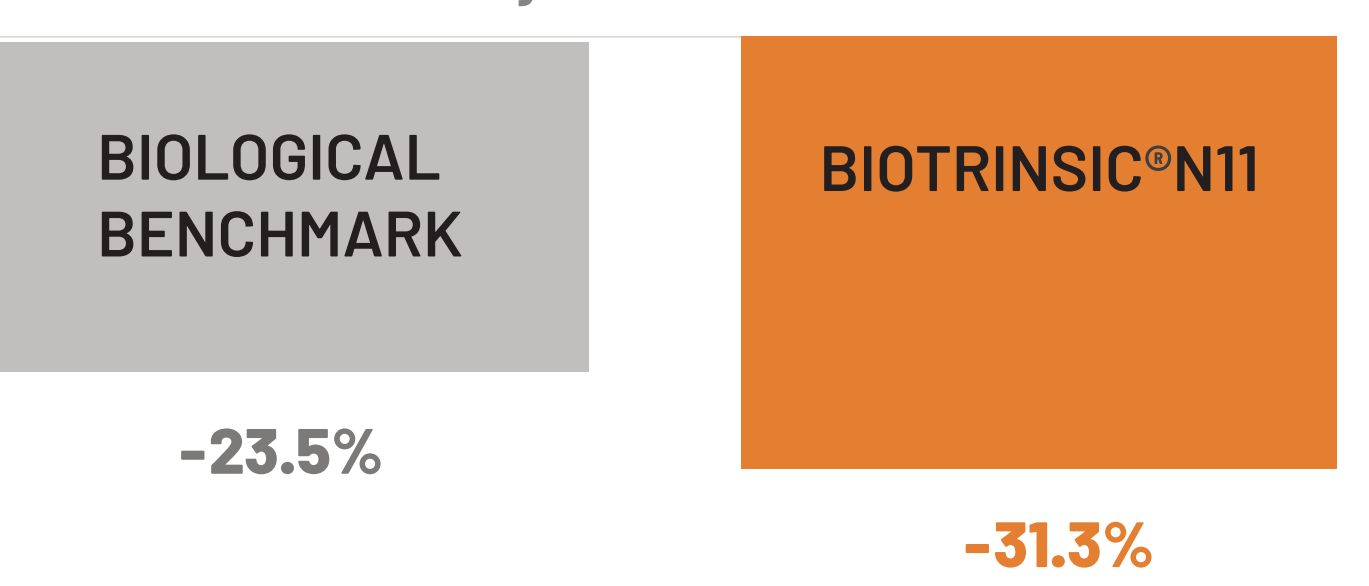 BIOLOGICAL
BENCHMARK
BIOTRINSIC®N11
-23.5%
-31.3%